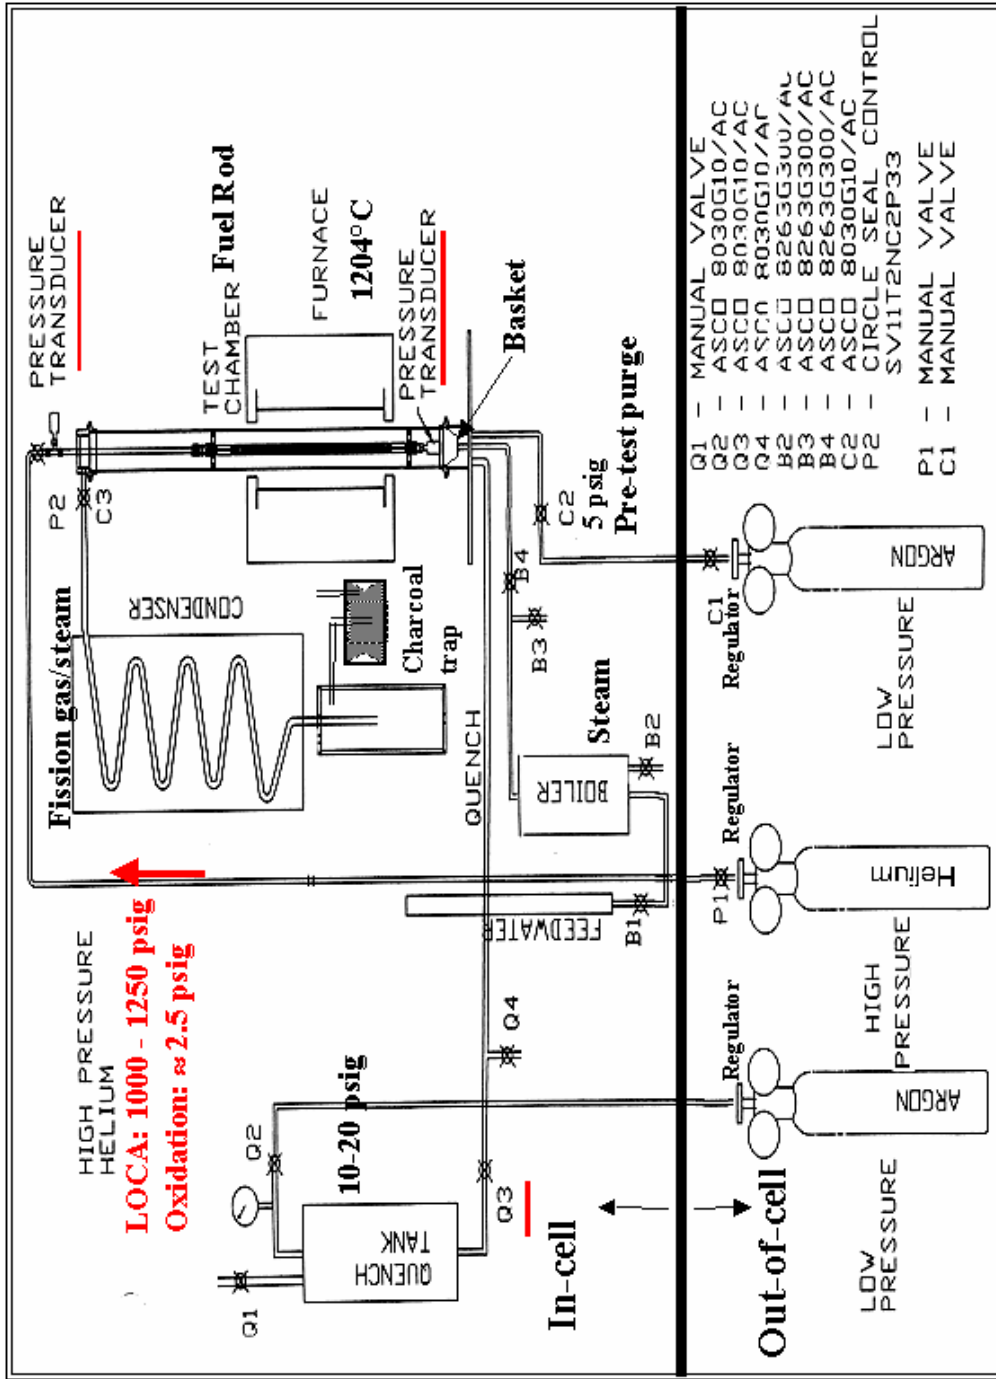 PRESSURE
TRANSDUCER
TEST
CHAMBER
Fuel Rod
FURNACE
1204°C
PRESSURE
TRANSDUCER
Basket
P2
C3
C2
5 psig
Pre-test purge
Fission gas/steam
CONDENSER
Charcoal
trap
B4
B3
QUENCH
Steam
BOILER
B2
FEEDWATER
B1
HIGH PRESSURE
HELIUM
LOCA: 1000 - 1250 psig
Oxidation: ≈ 2.5 psig
Q2
10-20 psig
Q4
Q1
QUENCH
TANK
Q3
In-cell
Out-of-cell
Q1 - MANUAL VALVE
Q2 - ASCO 8030G10/AC
Q3 - ASCO 8030G10/AC
Q4 - ASCO 8030G10/AC
B2 - ASCO 8263G300/AC
B3 - ASCO 8263G300/AC
B4 - ASCO 8263G300/AC
C2 - ASCO 8030G10/AC
P2 - CIRCLE SEAL CONTROL
SV11T2NC2P33
P1 - MANUAL VALVE
C1 - MANUAL VALVE
C1
Regulator
ARGON
LOW
PRESSURE
P1
Regulator
Helium
HIGH
PRESSURE
Regulator
ARGON
LOW
PRESSURE